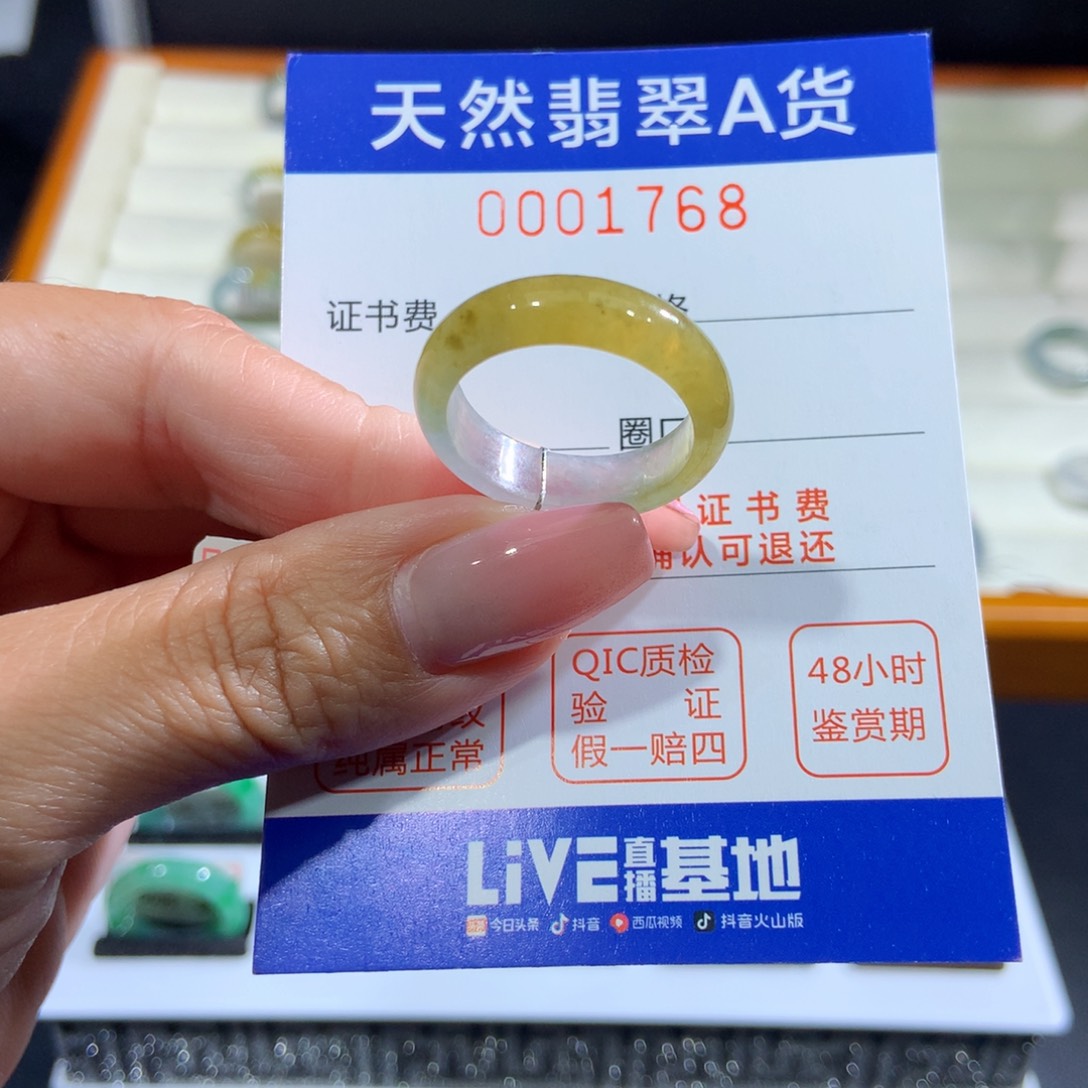 天然翡翠A货
0001768
证书费
圈口
证书费
确认可退还
纯属正常
QIC质检
验 证
假一赔四
48小时
鉴赏期
LiVE直播基地
今日头条 抖音 西瓜视频 抖音火山版